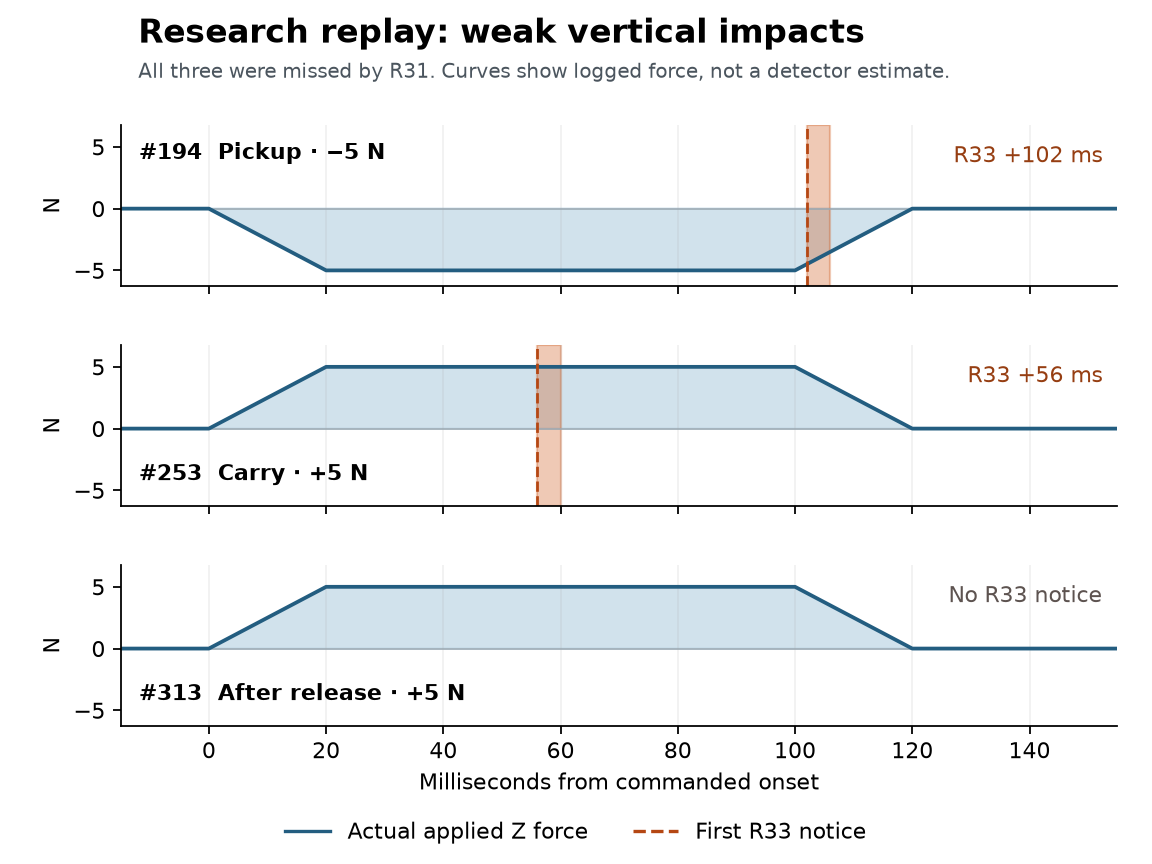 Research replay: weak vertical impacts
All three were missed by R31. Curves show logged force, not a detector estimate.
5
0
−5
N
#194 Pickup · −5 N
R33 +102 ms
5
0
−5
N
#253 Carry · +5 N
R33 +56 ms
5
0
−5
N
#313 After release · +5 N
No R33 notice
0 20 40 60 80 100 120 140
Milliseconds from commanded onset
Actual applied Z force First R33 notice